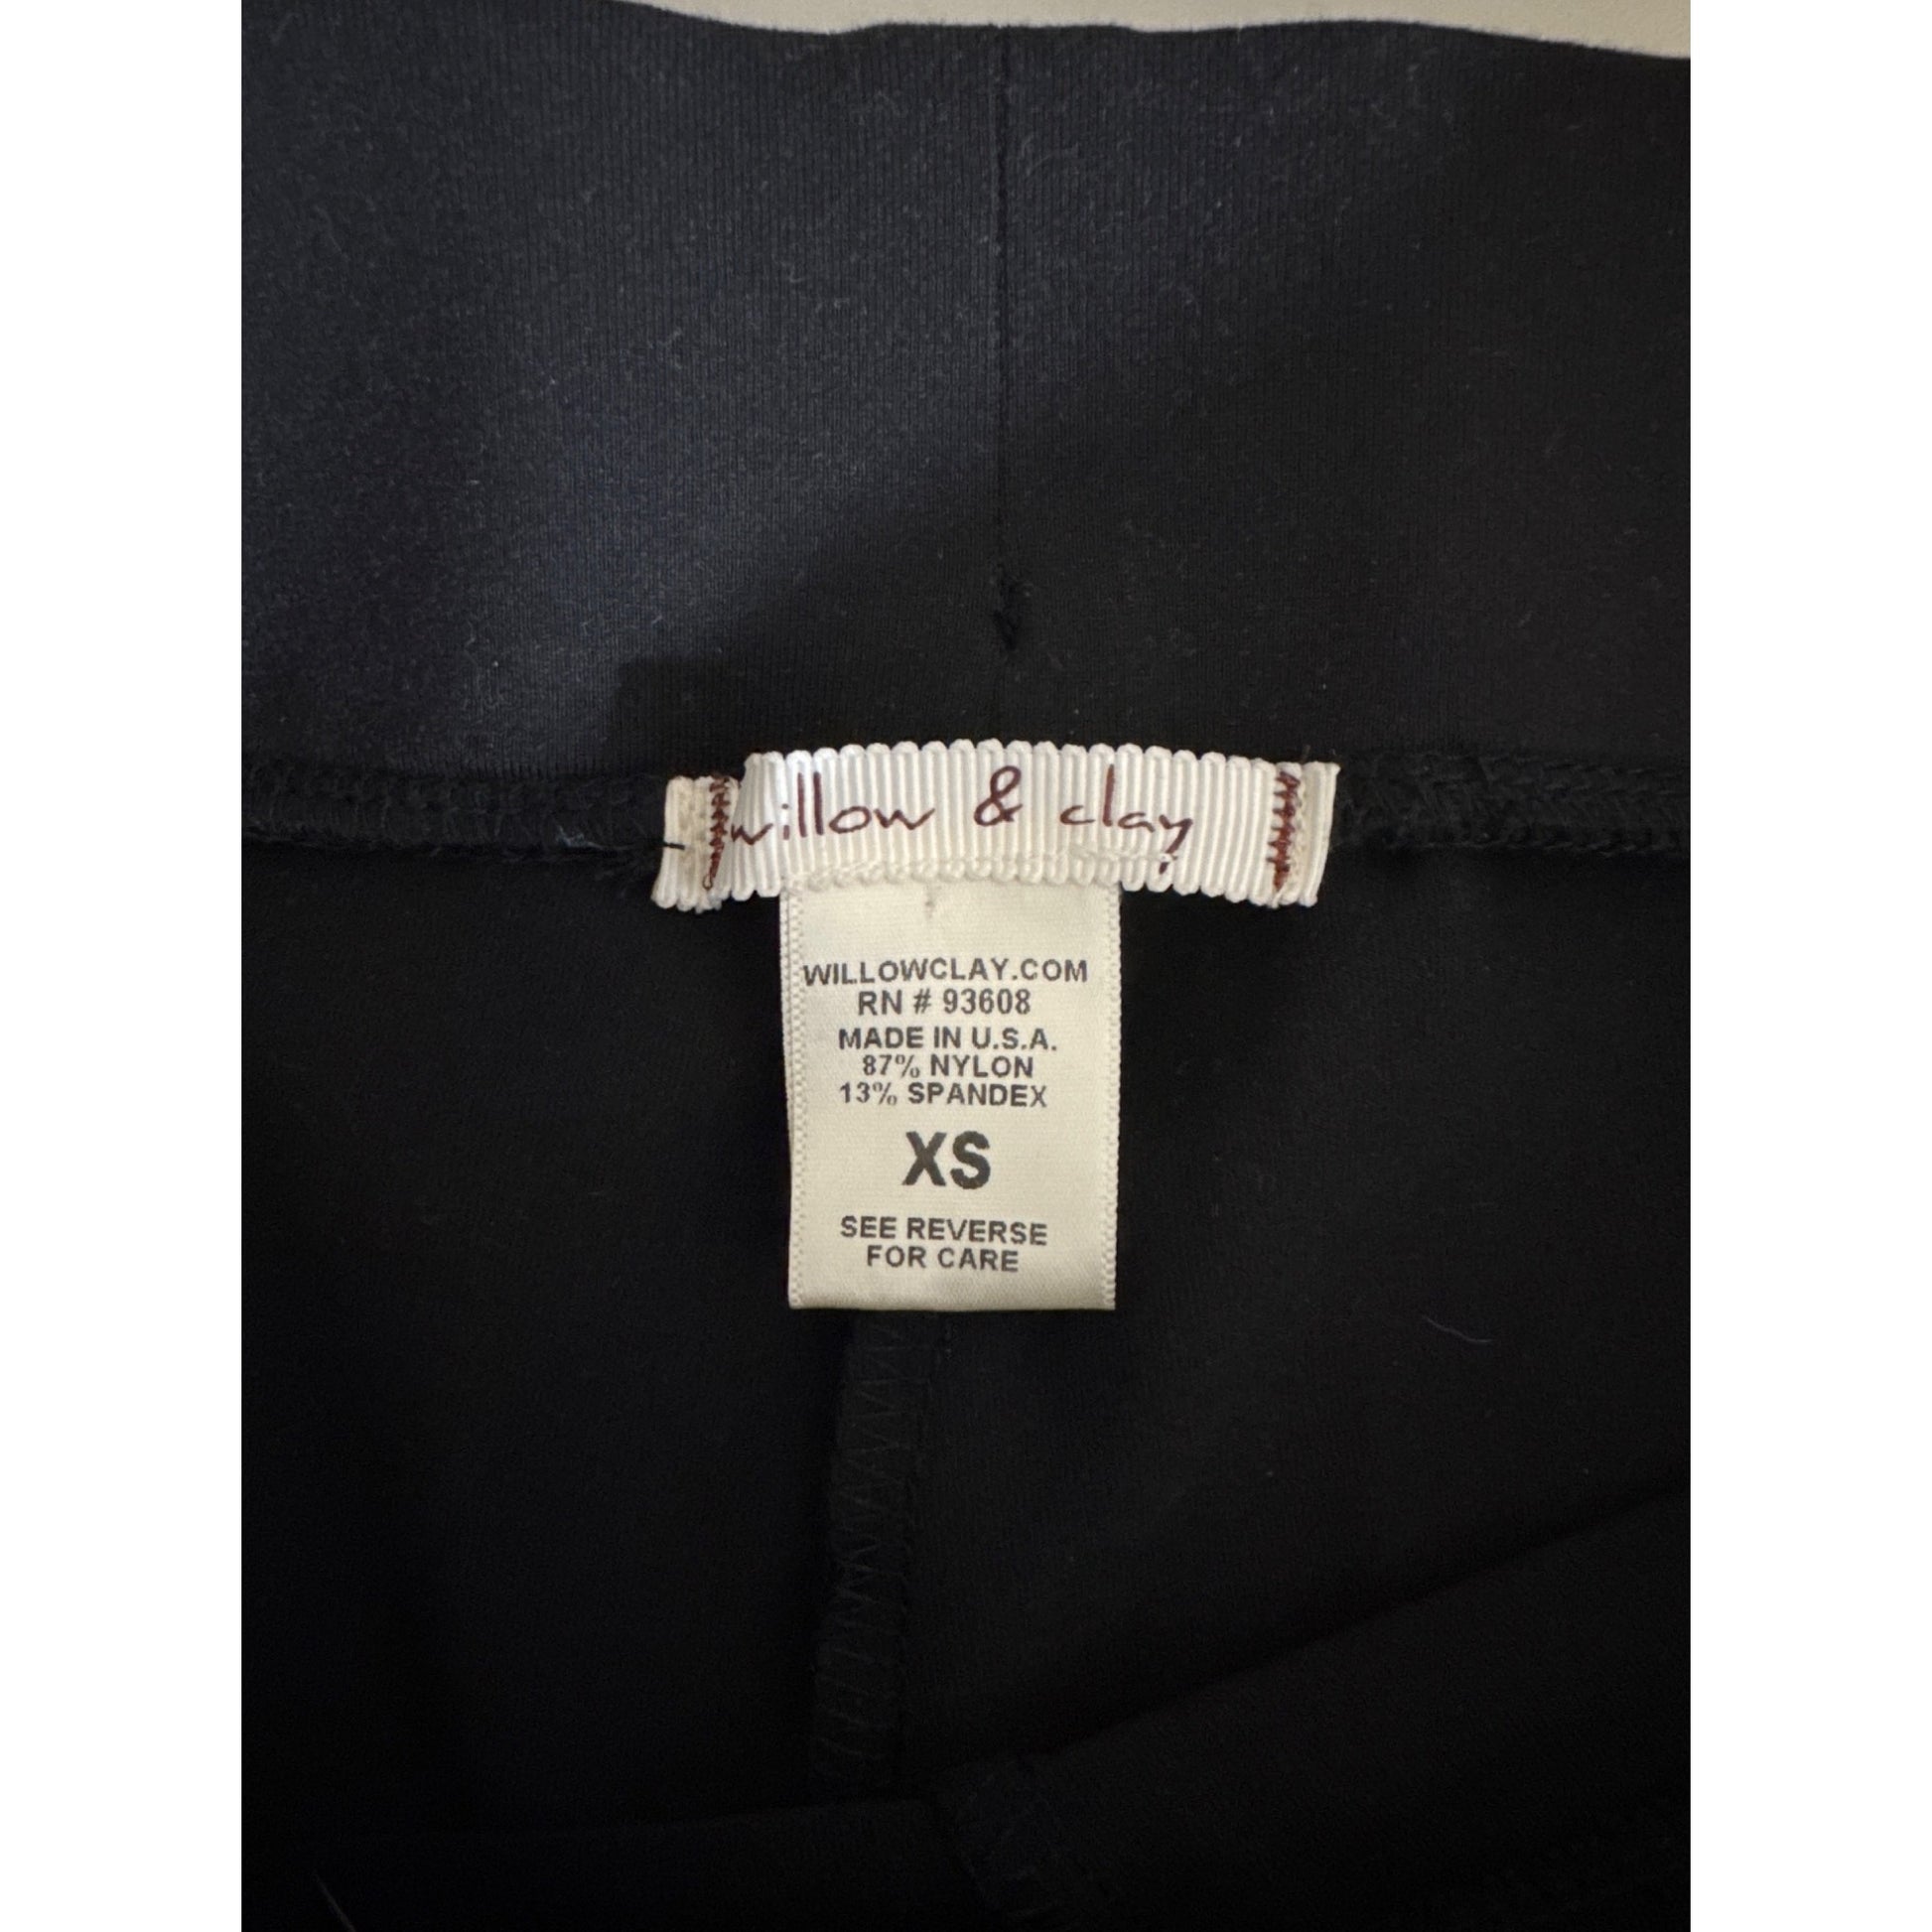 willow & clay
WILLOWCLAY.COM
RN # 93608
MADE IN U.S.A.
87% NYLON
13% SPANDEX
XS
SEE REVERSE
FOR CARE